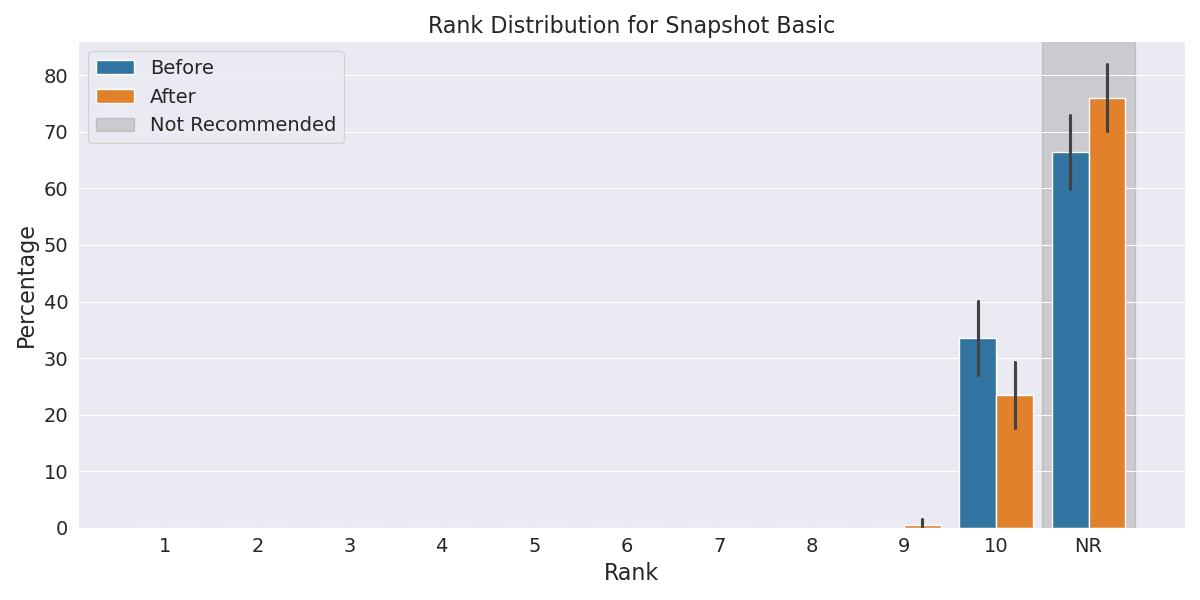 Rank Distribution for Snapshot Basic
Before
After
Not Recommended
Percentage
80
70
60
50
40
30
20
10
0
1 2 3 4 5 6 7 8 9 10 NR
Rank